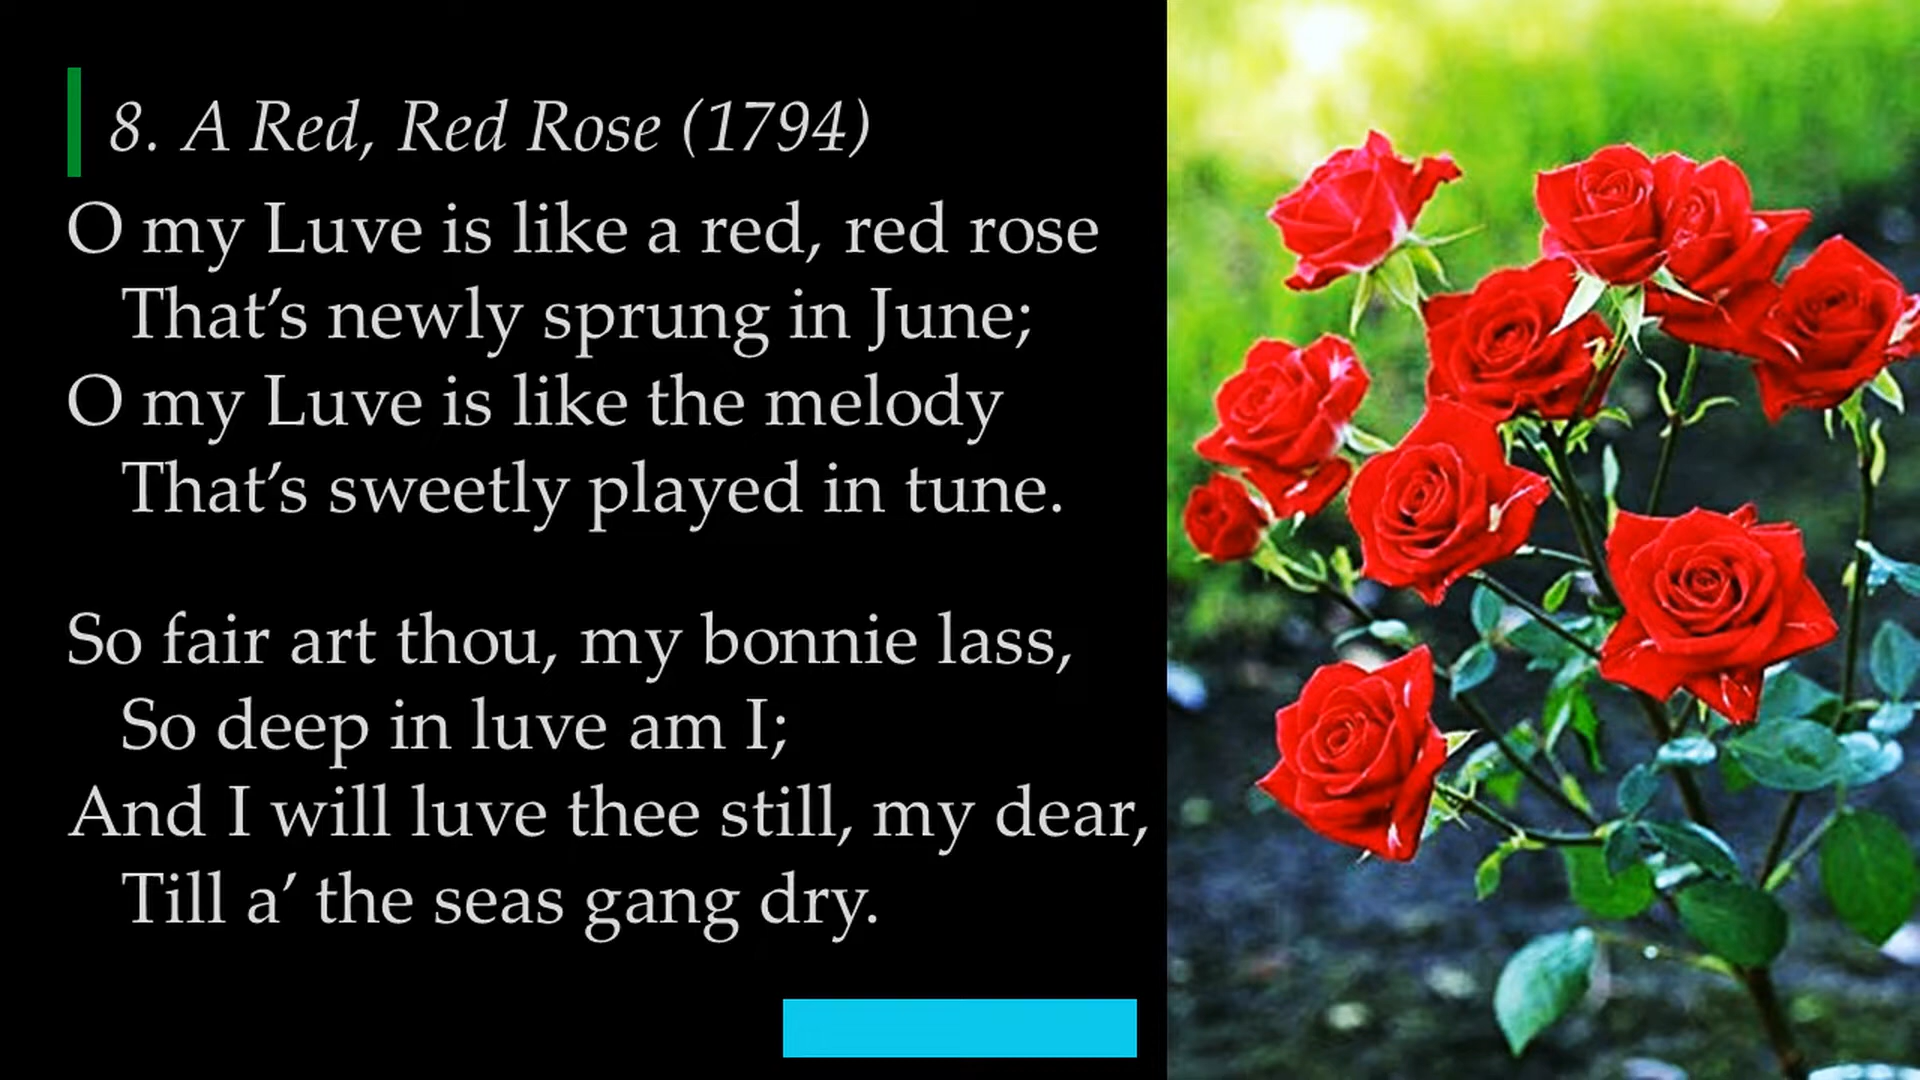 8. A Red, Red Rose (1794)
O my Luve is like a red, red rose
That’s newly sprung in June;
O my Luve is like the melody
That’s sweetly played in tune.
So fair art thou, my bonnie lass,
So deep in luve am I;
And I will luve thee still, my dear,
Till a’ the seas gang dry.